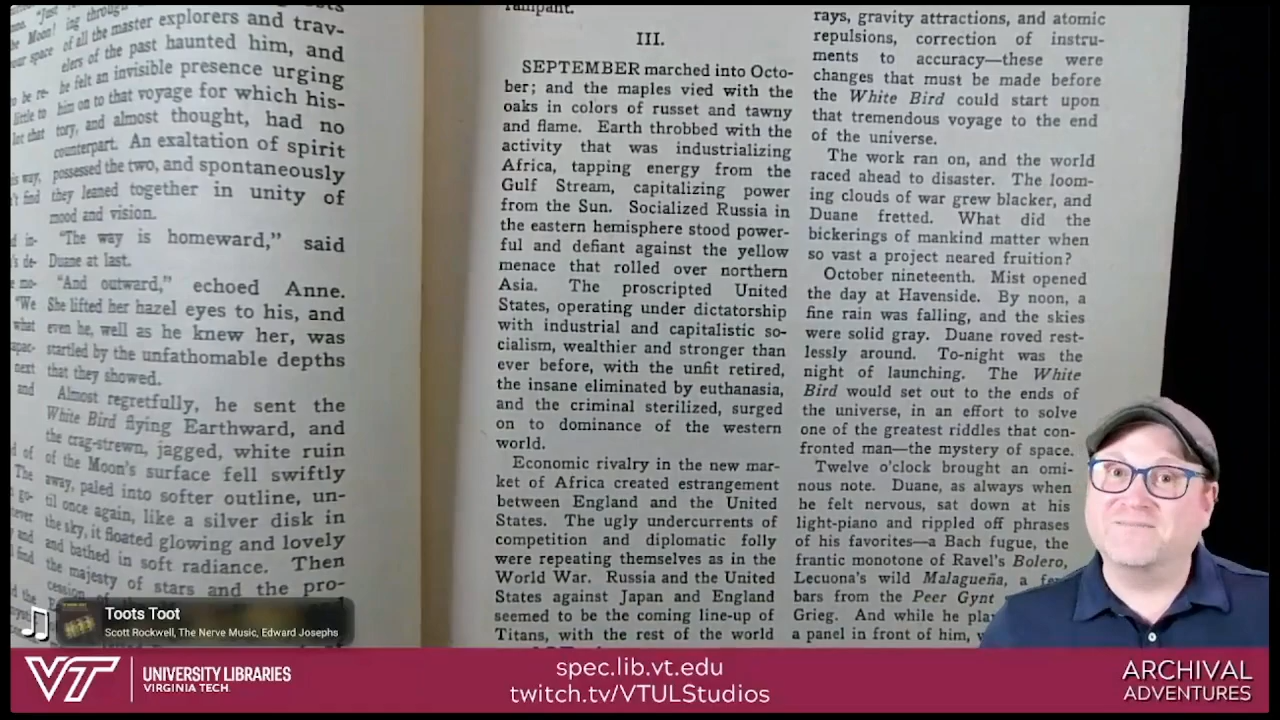 of all the master explorers and trav-
elers of the past haunted him, and
he felt an invisible presence urging
him on to that voyage for which his-
tory, and almost thought, had no
counterpart. An exaltation of spirit
possessed the two, and spontaneously
they leaned together in unity of
mood and vision.
"The way is homeward," said
Duane at last.
"And outward," echoed Anne.
She lifted her hazel eyes to his, and
even he, well as he knew her, was
startled by the unfathomable depths
that they showed.
Almost regretfully, he sent the
White Bird flying Earthward, and
the crag-strewn, jagged, white ruin
of the Moon's surface fell swiftly
away, paled into softer outline, un-
til once again, like a silver disk in
the sky, it floated glowing and lovely
and bathed in soft radiance. Then
the majesty of stars and the pro-
rampant.
III.
SEPTEMBER marched into Octo-
ber; and the maples vied with the
oaks in colors of russet and tawny
and flame. Earth throbbed with the
activity that was industrializing
Africa, tapping energy from the
Gulf Stream, capitalizing power
from the Sun. Socialized Russia in
the eastern hemisphere stood power-
ful and defiant against the yellow
menace that rolled over northern
Asia. The proscripted United
States, operating under dictatorship
with industrial and capitalistic so-
cialism, wealthier and stronger than
ever before, with the unfit retired,
the insane eliminated by euthanasia,
and the criminal sterilized, surged
on to dominance of the western
world.
Economic rivalry in the new mar-
ket of Africa created estrangement
between England and the United
States. The ugly undercurrents of
competition and diplomatic folly
were repeating themselves as in the
World War. Russia and the United
States against Japan and England
seemed to be the coming line-up of
Titans, with the rest of the world
rays, gravity attractions, and atomic
repulsions, correction of instru-
ments to accuracy—these were
changes that must be made before
the White Bird could start upon
that tremendous voyage to the end
of the universe.
The work ran on, and the world
raced ahead to disaster. The loom-
ing clouds of war grew blacker, and
Duane fretted. What did the
bickerings of mankind matter when
so vast a project neared fruition?
October nineteenth. Mist opened
the day at Havenside. By noon, a
fine rain was falling, and the skies
were solid gray. Duane roved rest-
lessly around. To-night was the
night of launching. The White
Bird would set out to the ends of
the universe, in an effort to solve
one of the greatest riddles that con-
fronted man—the mystery of space.
Twelve o'clock brought an omi-
nous note. Duane, as always when
he felt nervous, sat down at his
light-piano and rippled off phrases
of his favorites—a Bach fugue, the
frantic monotone of Ravel's Bolero,
Lecuona's wild Malagueña, a
bars from the Peer Gynt
Grieg. And while he
a panel in front of him,
Toots Toot
Scott Rockwell, The Nerve Music, Edward Josephs
VT
UNIVERSITY LIBRARIES
VIRGINIA TECH.
spec.lib.vt.edu
twitch.tv/VTULStudios
ARCHIVAL
ADVENTURES